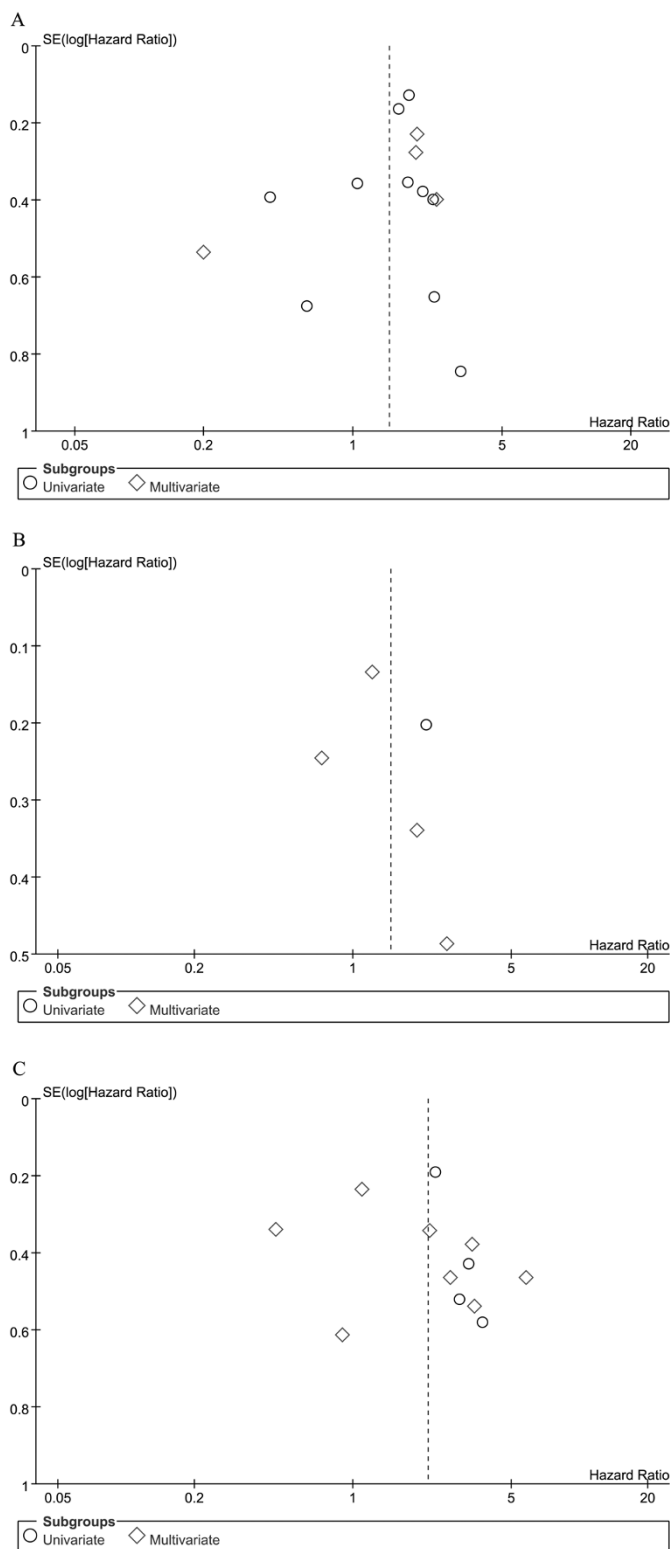 A
SE(log[Hazard Ratio])
0
0.2
0.4
0.6
0.8
1
Hazard Ratio
0.05 0.2 1 5 20
Subgroups
Univariate Multivariate
B
SE(log[Hazard Ratio])
0
0.1
0.2
0.3
0.4
0.5
Hazard Ratio
0.05 0.2 1 5 20
Subgroups
Univariate Multivariate
C
SE(log[Hazard Ratio])
0
0.2
0.4
0.6
0.8
1
Hazard Ratio
0.05 0.2 1 5 20
Subgroups
Univariate Multivariate